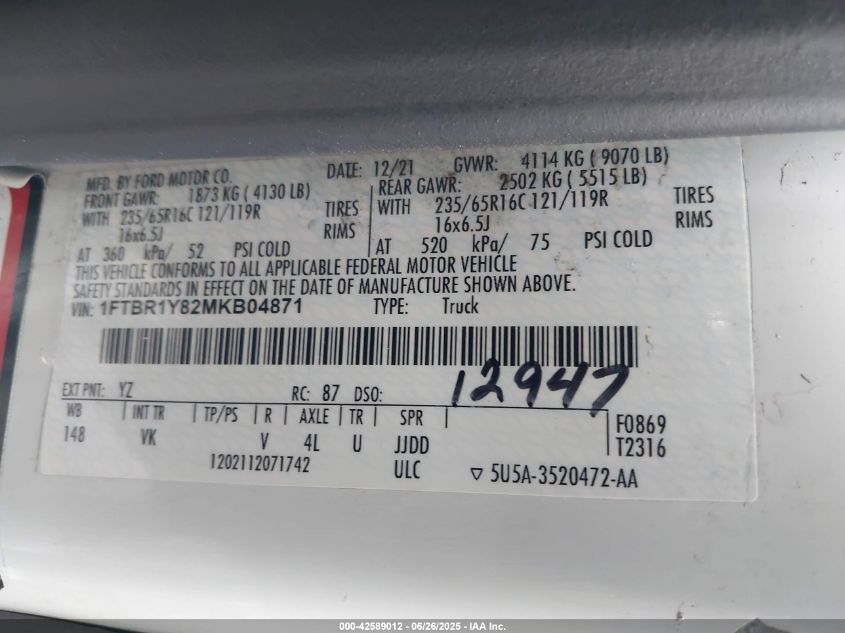 MFD. BY FORD MOTOR CO. DATE: 12/21 GVWR: 4114 KG ( 9070 LB)
FRONT GAWR: 1873 KG ( 4130 LB) REAR GAWR: 2502 KG ( 5515 LB)
WITH 235/65R16C 121/119R TIRES WITH 235/65R16C 121/119R TIRES
16x6.5J RIMS 16x6.5J RIMS
AT 360 kPa/ 52 PSI COLD AT 520 kPa/ 75 PSI COLD
THIS VEHICLE CONFORMS TO ALL APPLICABLE FEDERAL MOTOR VEHICLE
SAFETY STANDARDS IN EFFECT ON THE DATE OF MANUFACTURE SHOWN ABOVE.
VIN: 1FTBR1Y82MKB04871 TYPE: Truck
12947
EXT PNT: YZ RC: 87 DSO:
WB INT TR TP/PS R AXLE TR SPR F0869
148 VK V 4L U JJDD T2316
1202112071742 ULC ▽ 5U5A-3520472-AA
000-42589012 - 06/26/2025 - IAA Inc.